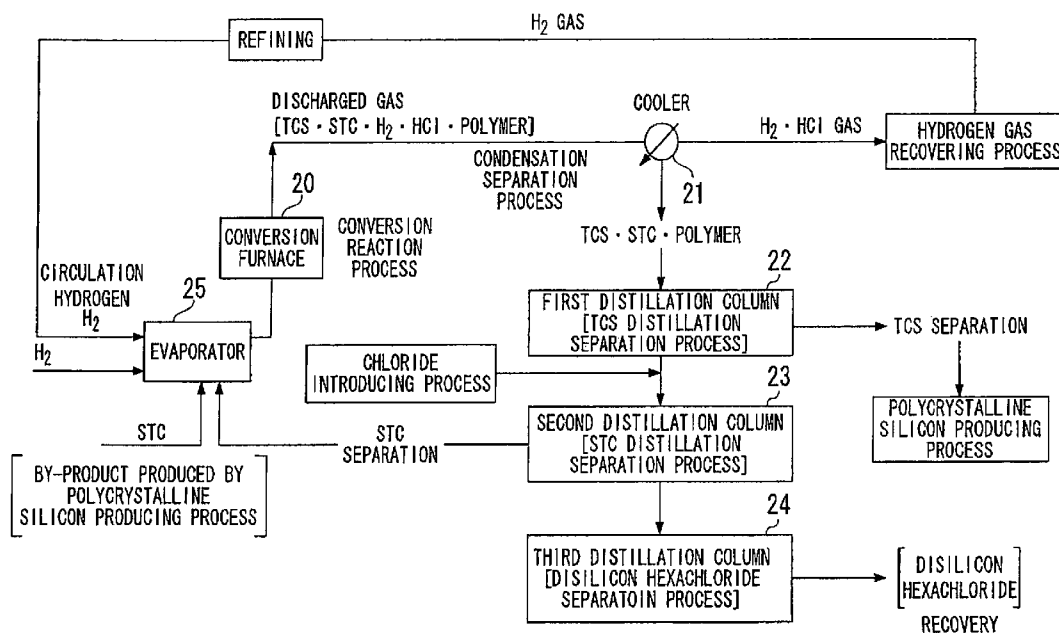 H2 GAS
REFINING
DISCHARGED GAS
[TCS・STC・H2・HCl・POLYMER]
COOLER
H2・HCl GAS
HYDROGEN GAS
RECOVERING PROCESS
CONDENSATION
SEPARATION
PROCESS
21
20
CONVERSION
FURNACE
CONVERSION
REACTION
PROCESS
TCS・STC・POLYMER
CIRCULATION
HYDROGEN
H2
25
EVAPORATOR
H2
22
FIRST DISTILLATION COLUMN
[TCS DISTILLATION
SEPARATION PROCESS]
TCS SEPARATION
CHLORIDE
INTRODUCING PROCESS
23
SECOND DISTILLATION COLUMN
[STC DISTILLATION
SEPARATION PROCESS]
POLYCRYSTALLINE
SILICON PRODUCING
PROCESS
STC
STC
SEPARATION
[BY-PRODUCT PRODUCED BY
POLYCRYSTALLINE
SILICON PRODUCING PROCESS]
24
THIRD DISTILLATION COLUMN
[DISILICON HEXACHLORIDE
SEPARATOIN PROCESS]
[DISILICON
HEXACHLORIDE]
RECOVERY